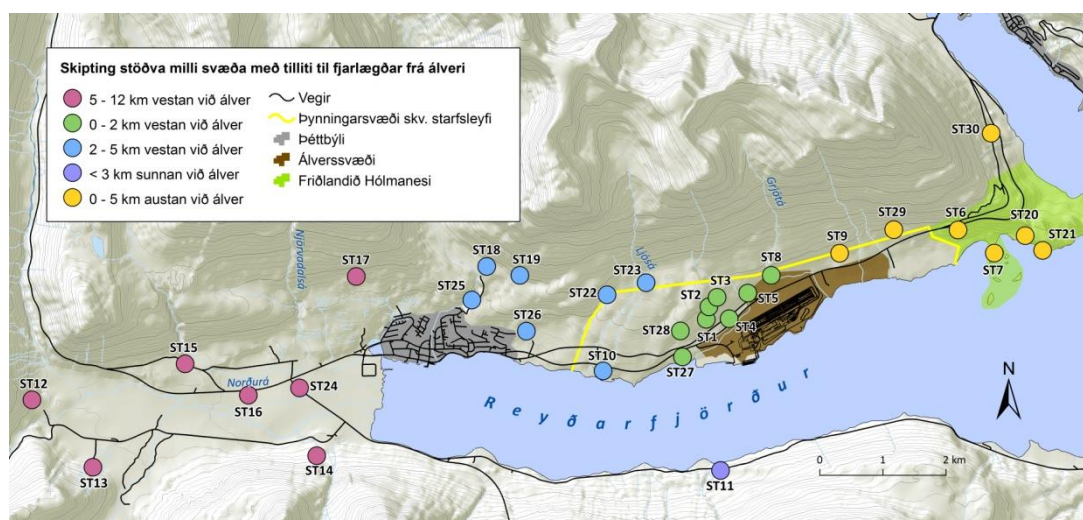 Skipting stöðva milli svæða með tilliti til fjarlægðar frá álveri
5 - 12 km vestan við álver
0 - 2 km vestan við álver
2 - 5 km vestan við álver
< 3 km sunnan við álver
0 - 5 km austan við álver
Vegir
Þynningarsvæði skv. starfsleyfi
Þéttbýli
Álverssvæði
Friðlandið Hólmanesi
ST30
ST29
ST6
ST20
ST21
ST7
ST9
Grjótá
ST8
Ljósá
ST23
ST22
ST3
ST2
ST5
ST1
ST4
ST28
ST27
ST10
ST18
ST19
ST25
ST26
Njarvadalsá
ST17
ST15
ST12
Norðurá
ST24
ST16
ST14
ST13
ST11
Reyðarfjörður
N
0 1 2 km